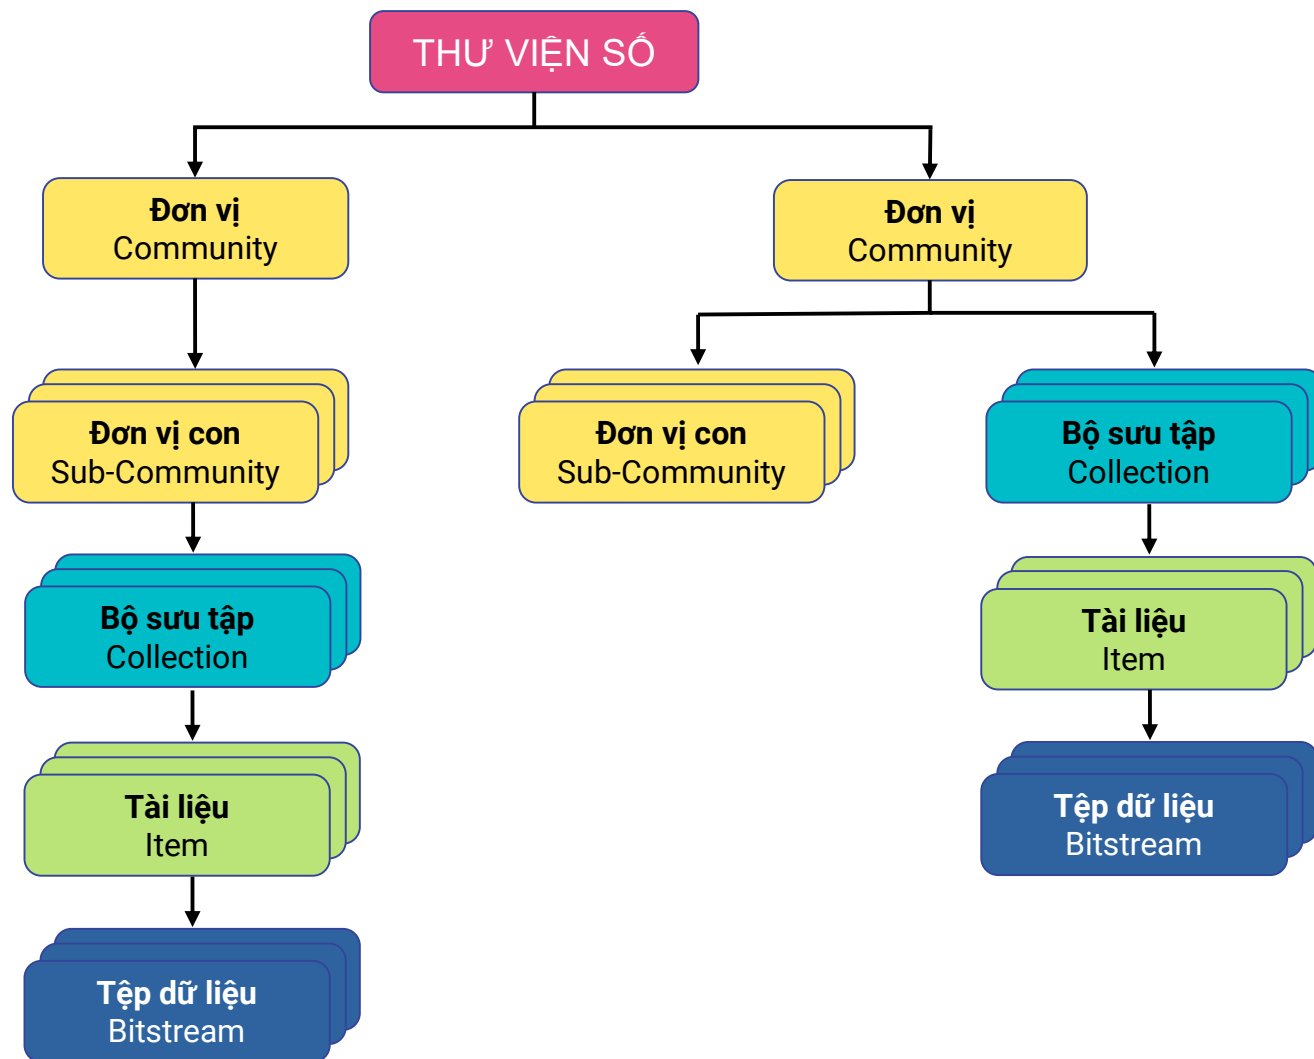 THƯ VIỆN SỐ
Đơn vị
Community
Đơn vị
Community
Đơn vị con
Sub-Community
Đơn vị con
Sub-Community
Bộ sưu tập
Collection
Bộ sưu tập
Collection
Tài liệu
Item
Tài liệu
Item
Tệp dữ liệu
Bitstream
Tệp dữ liệu
Bitstream